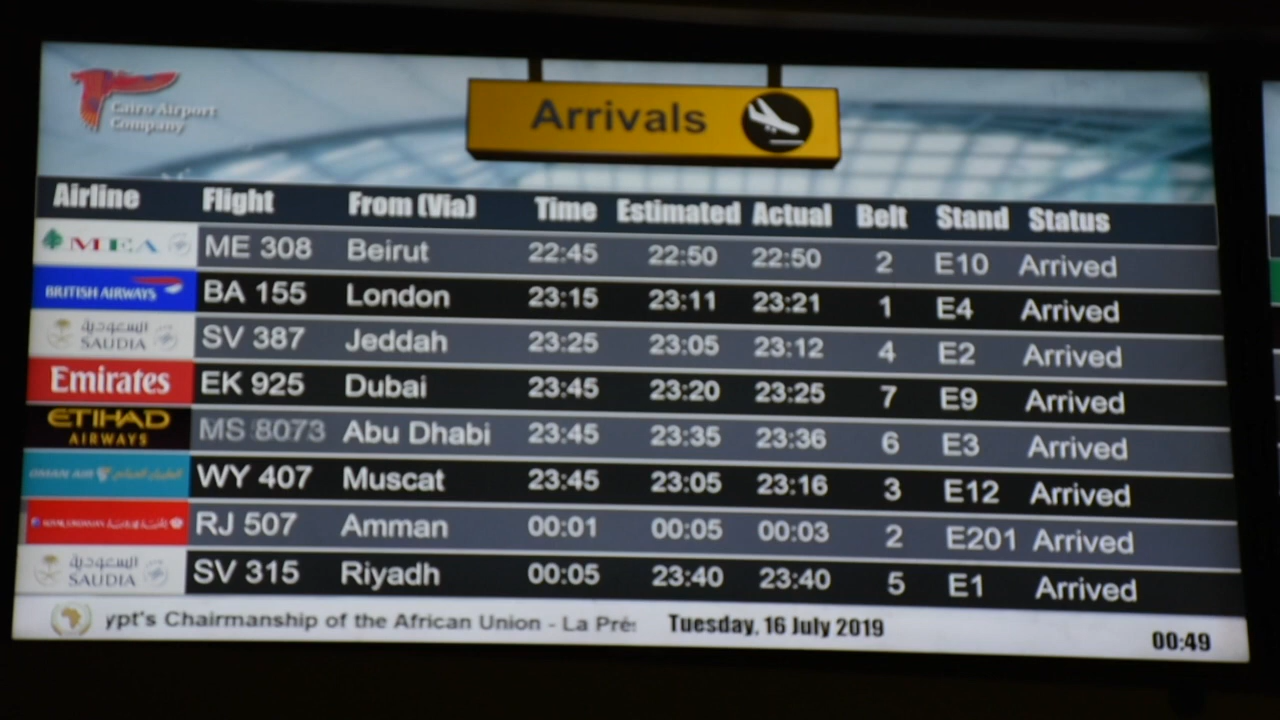 Cairo Airport
Company
Arrivals
Airline Flight From (Via) Time Estimated Actual Belt Stand Status
MEA ME 308 Beirut 22:45 22:50 22:50 2 E10 Arrived
BRITISH AIRWAYS BA 155 London 23:15 23:11 23:21 1 E4 Arrived
السعودية SAUDIA SV 387 Jeddah 23:25 23:05 23:12 4 E2 Arrived
Emirates EK 925 Dubai 23:45 23:20 23:25 7 E9 Arrived
ETIHAD AIRWAYS MS 8073 Abu Dhabi 23:45 23:35 23:36 6 E3 Arrived
OMAN AIR الطيران العماني WY 407 Muscat 23:45 23:05 23:16 3 E12 Arrived
ROYAL JORDANIAN RJ 507 Amman 00:01 00:05 00:03 2 E201 Arrived
السعودية SAUDIA SV 315 Riyadh 00:05 23:40 23:40 5 E1 Arrived
ypt's Chairmanship of the African Union - La Pré Tuesday, 16 July 2019 00:49